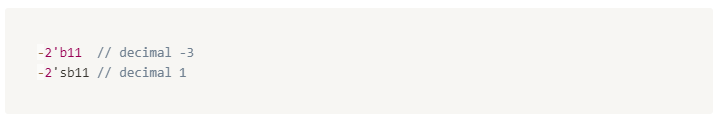 -2'b11  // decimal -3
-2'sb11 // decimal 1